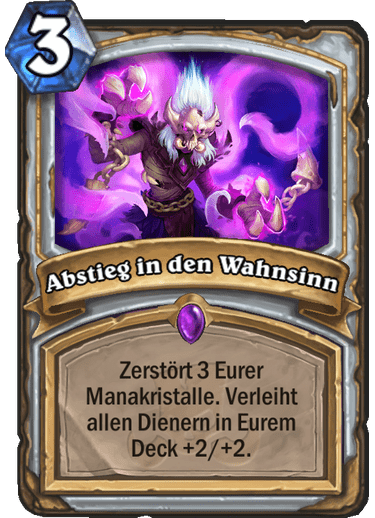 3
Abstieg in den Wahnsinn
Zerstört 3 Eurer
Manakristalle. Verleiht
allen Dienern in Eurem
Deck +2/+2.